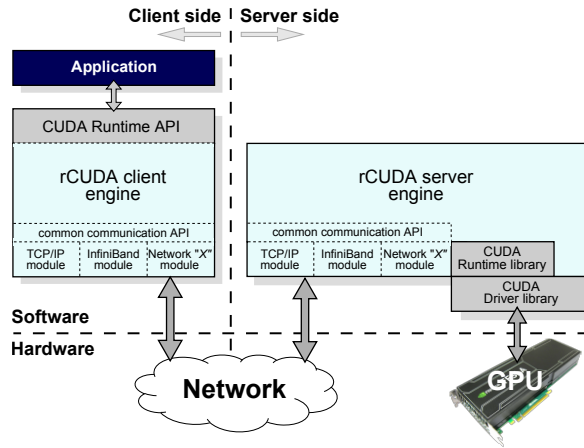 Client side
Server side
Application
CUDA Runtime API
rCUDA client
engine
common communication API
TCP/IP
module
InfiniBand
module
Network "X"
module
rCUDA server
engine
common communication API
TCP/IP
module
InfiniBand
module
Network "X"
module
CUDA
Runtime library
CUDA
Driver library
Software
Hardware
Network
GPU